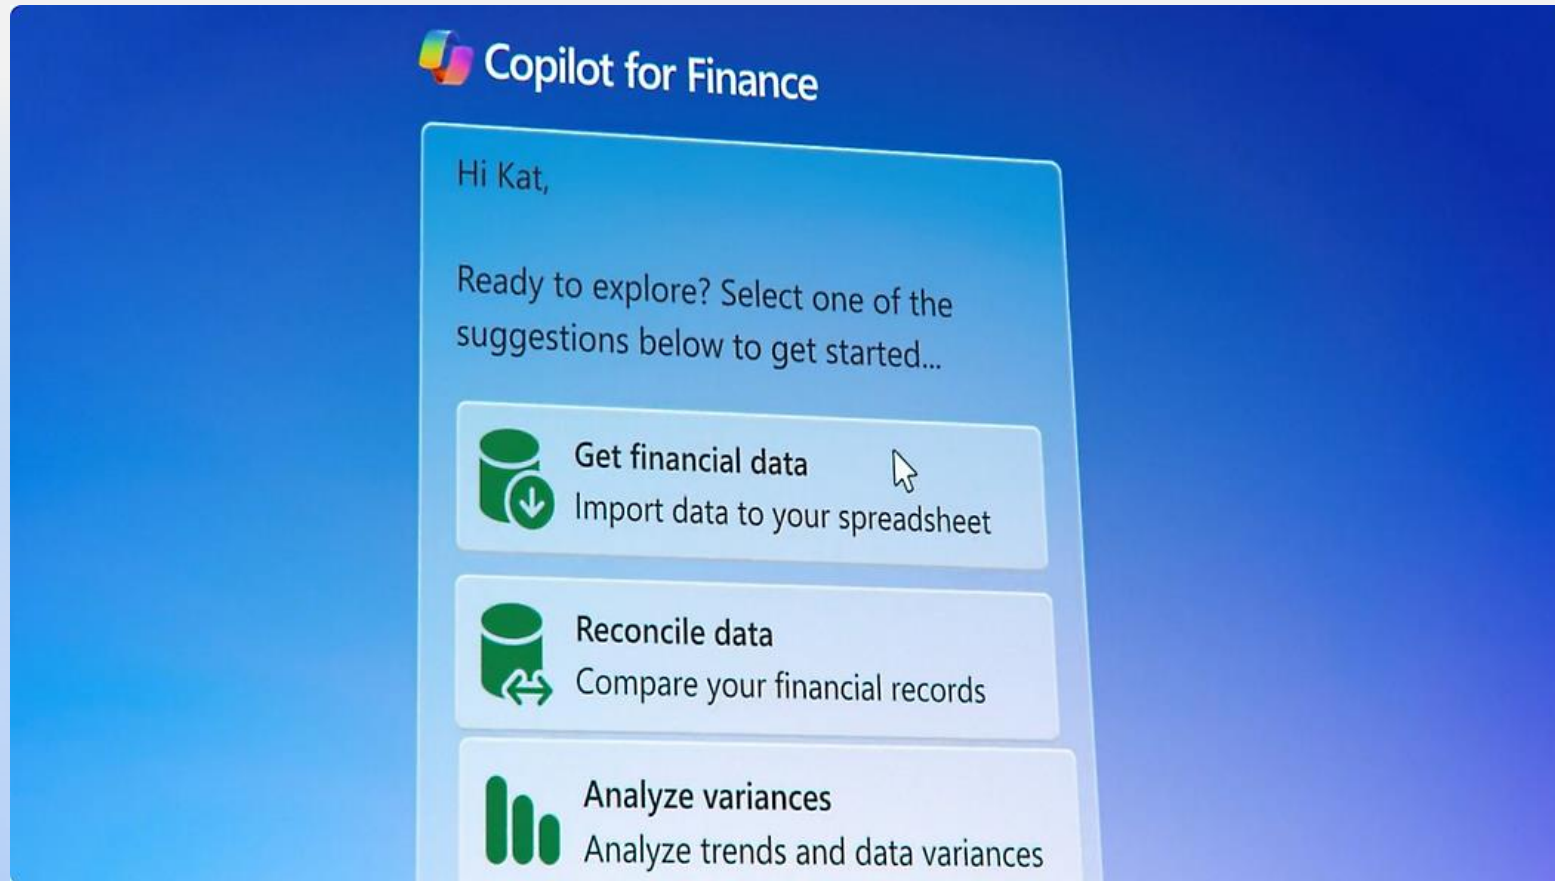 Copilot for Finance
Hi Kat,
Ready to explore? Select one of the
suggestions below to get started...
Get financial data
Import data to your spreadsheet
Reconcile data
Compare your financial records
Analyze variances
Analyze trends and data variances